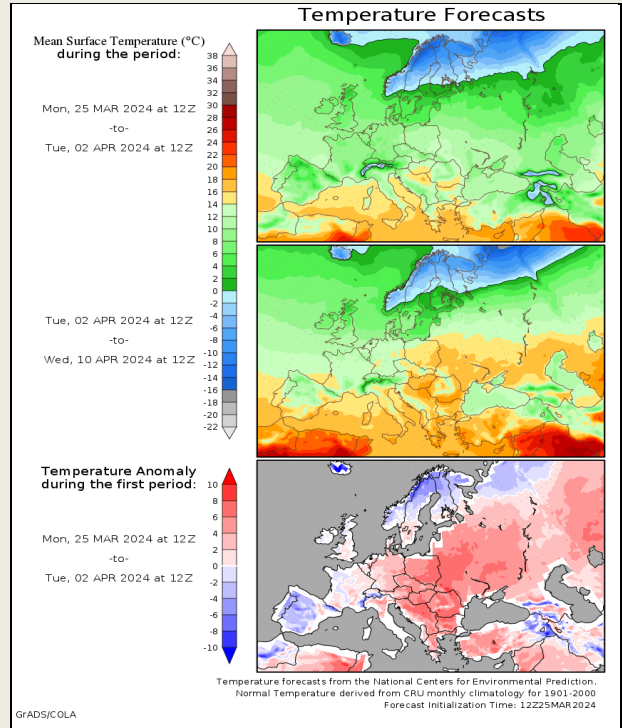 Temperature Forecasts
Mean Surface Temperature (°C)
during the period:
Mon, 25 MAR 2024 at 12Z
-to-
Tue, 02 APR 2024 at 12Z
38
36
34
32
30
28
26
24
22
20
18
16
14
12
10
8
6
4
2
0
-2
-4
-6
-8
-10
-12
-14
-16
-18
-20
-22
Tue, 02 APR 2024 at 12Z
-to-
Wed, 10 APR 2024 at 12Z
Temperature Anomaly
during the first period:
Mon, 25 MAR 2024 at 12Z
-to-
Tue, 02 APR 2024 at 12Z
10
8
6
4
2
0
-2
-4
-6
-8
-10
Temperature forecasts from the National Centers for Environmental Prediction.
Normal Temperature derived from CRU monthly climatology for 1901-2000
Forecast Initialization Time: 12Z25MAR2024
GrADS/COLA